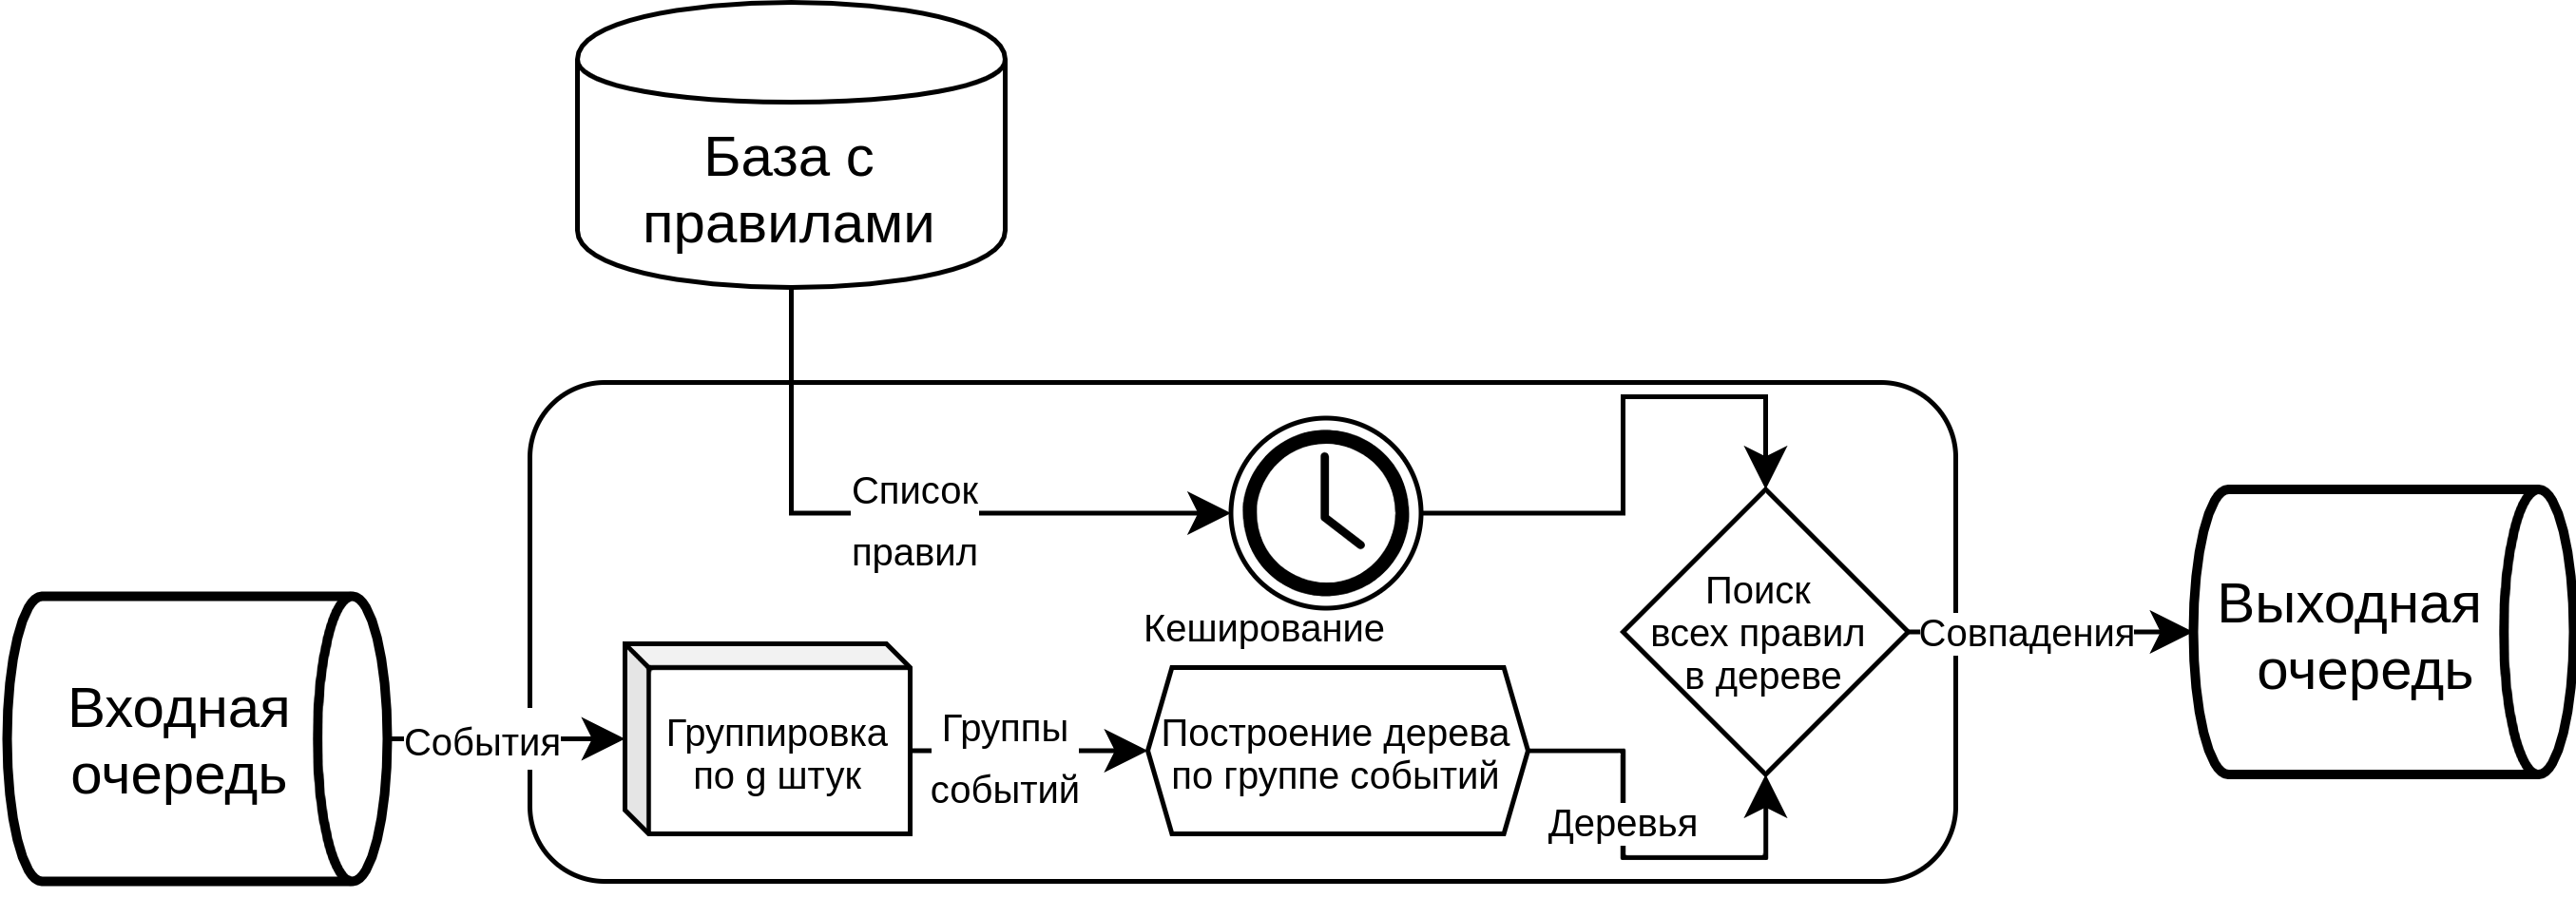 База с
правилами
Список
правил
Кеширование
Входная
очередь
События
Группировка
по g штук
Группы
событий
Построение дерева
по группе событий
Деревья
Поиск
всех правил
в дереве
Совпадения
Выходная
очередь